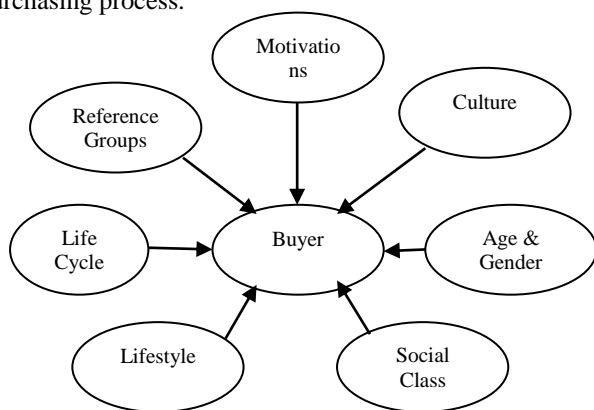 urchasing process.
Motivatio
ns
Culture
Reference
Groups
Life
Cycle
Buyer
Age &
Gender
Lifestyle
Social
Class